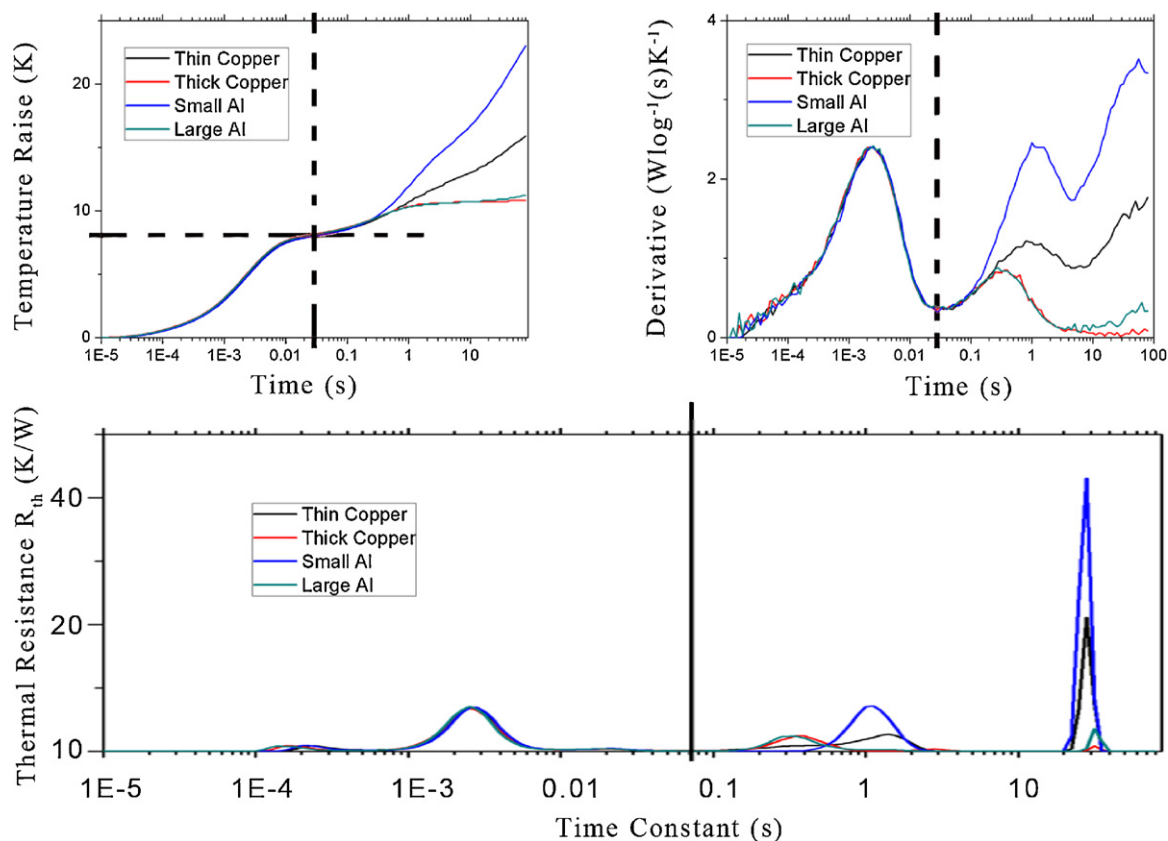 Temperature Raise (K)
20
10
0
Thin Copper
Thick Copper
Small Al
Large Al
1E-5 1E-4 1E-3 0.01 0.1 1 10
Time (s)
Derivative (Wlog⁻¹(s)K⁻¹)
4
2
0
Thin Copper
Thick Copper
Small Al
Large Al
1E-5 1E-4 1E-3 0.01 0.1 1 10 100
Time (s)
Thermal Resistance Rth (K/W)
40
20
10
Thin Copper
Thick Copper
Small Al
Large Al
1E-5 1E-4 1E-3 0.01 0.1 1 10
Time Constant (s)